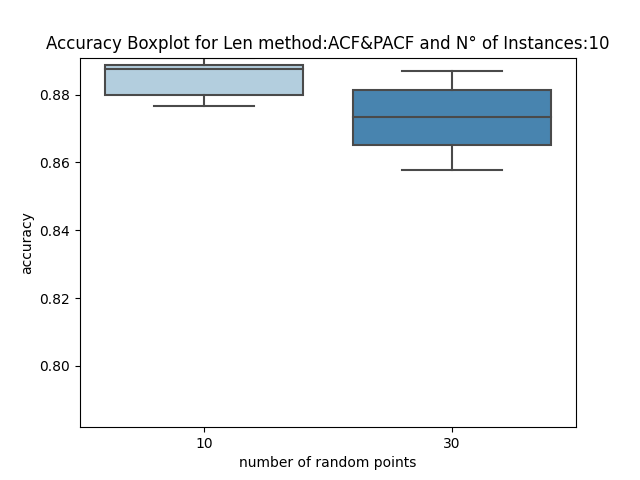 Accuracy Boxplot for Len method:ACF&PACF and N° of Instances:10
0.88
0.86
0.84
0.82
0.80
accuracy
10 30
number of random points